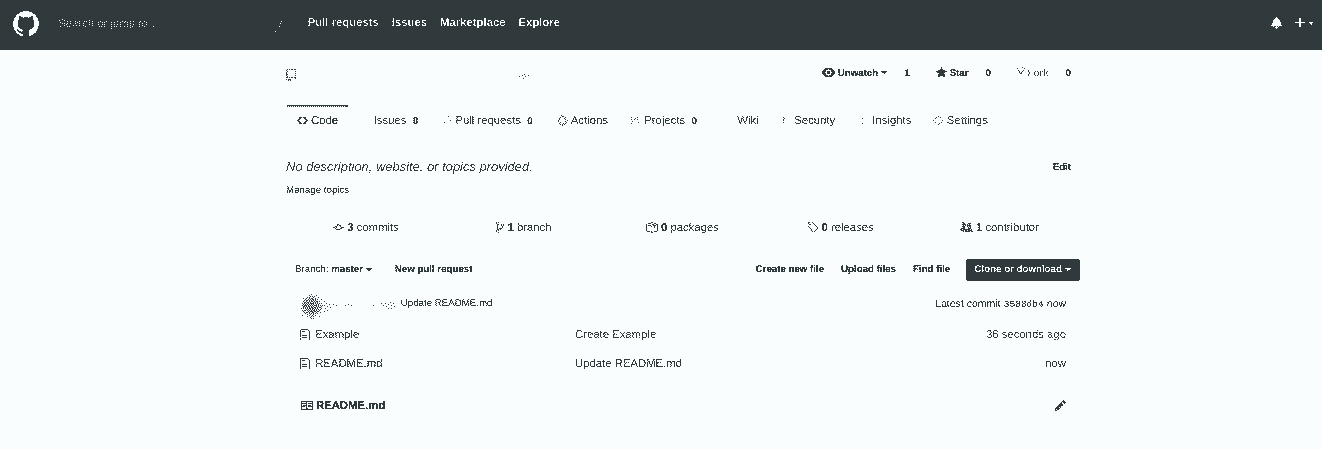 Search or jump to... /
Pull requests Issues Marketplace Explore
Unwatch 1 Star 0 Fork 0
Code Issues 8 Pull requests 0 Actions Projects 0 Wiki Security Insights Settings
No description, website, or topics provided. Edit
Manage topics
3 commits 1 branch 0 packages 0 releases 1 contributor
Branch: master New pull request Create new file Upload files Find file Clone or download
Update README.md Latest commit now
Example Create Example 36 seconds ago
README.md Update README.md now
README.md